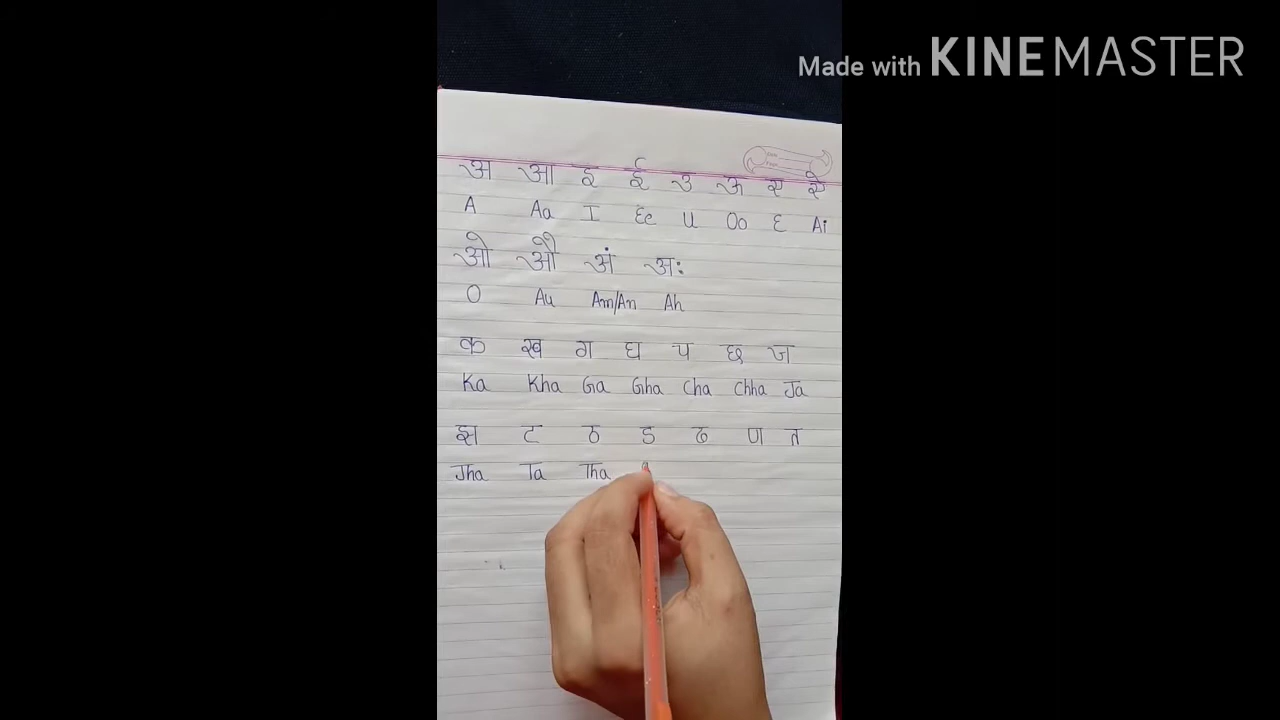 Made with KINEMASTER
अ आ इ ई उ ऊ ए ऐ
A Aa I Ee U Oo E Ai
ओ औ अं अः
O Au Am/An Ah
क ख ग घ च छ ज
Ka Kha Ga Gha Cha Chha Ja
झ ट ठ ड ढ ण त
Jha Ta Tha